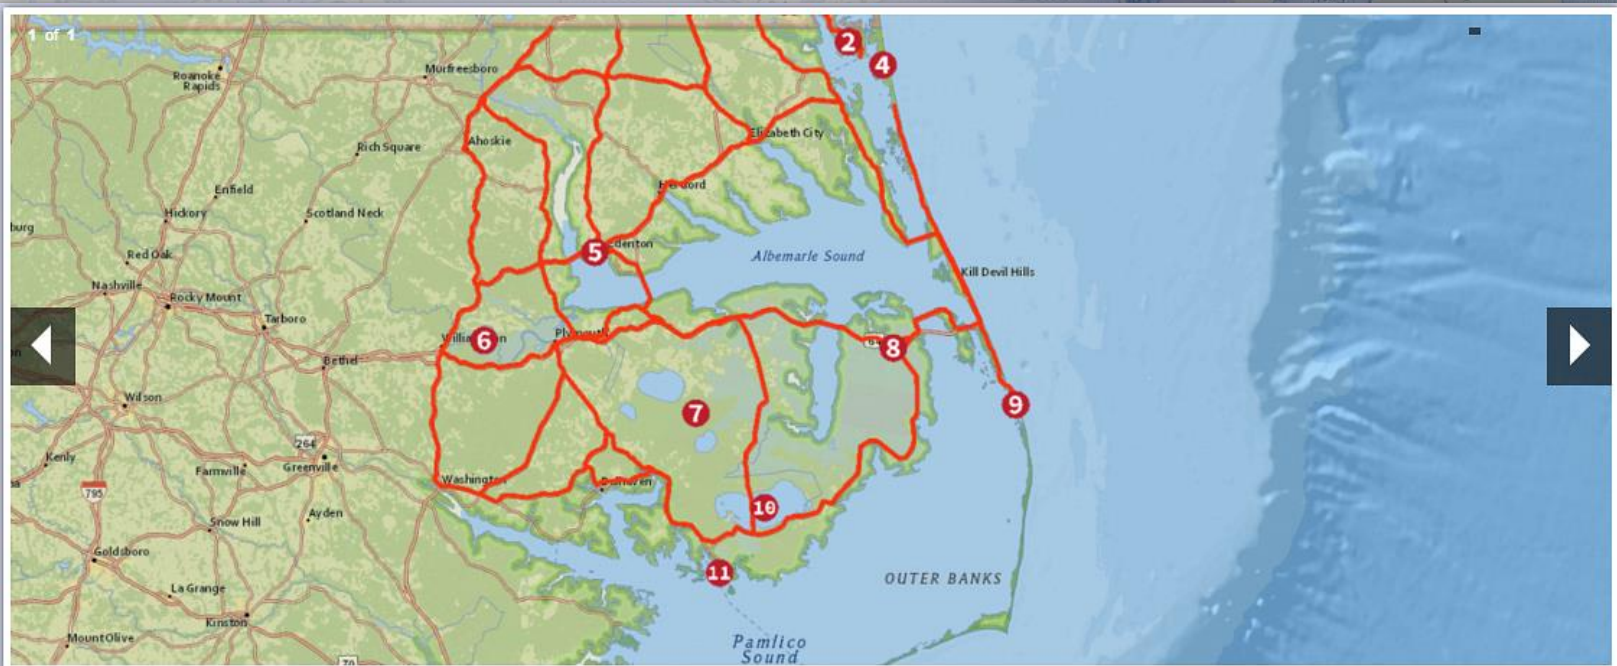 1 of 1
2
4
Roanoke
Rapids
Murfreesboro
Elizabeth City
Ahoskie
Rich Square
Hertford
Enfield
Hickory
Scotland Neck
burg
5
Edenton
Albemarle Sound
Red Oak
Kill Devil Hills
Nashville
Rocky Mount
Tarboro
6
Plymouth
8
Bethel
Wilson
7
9
264
Kenly
Farmville
Greenville
Washington
Belhaven
795
10
Snow Hill
Ayden
Goldsboro
11
OUTER BANKS
La Grange
Kinston
Mount Olive
Pamlico
Sound
70